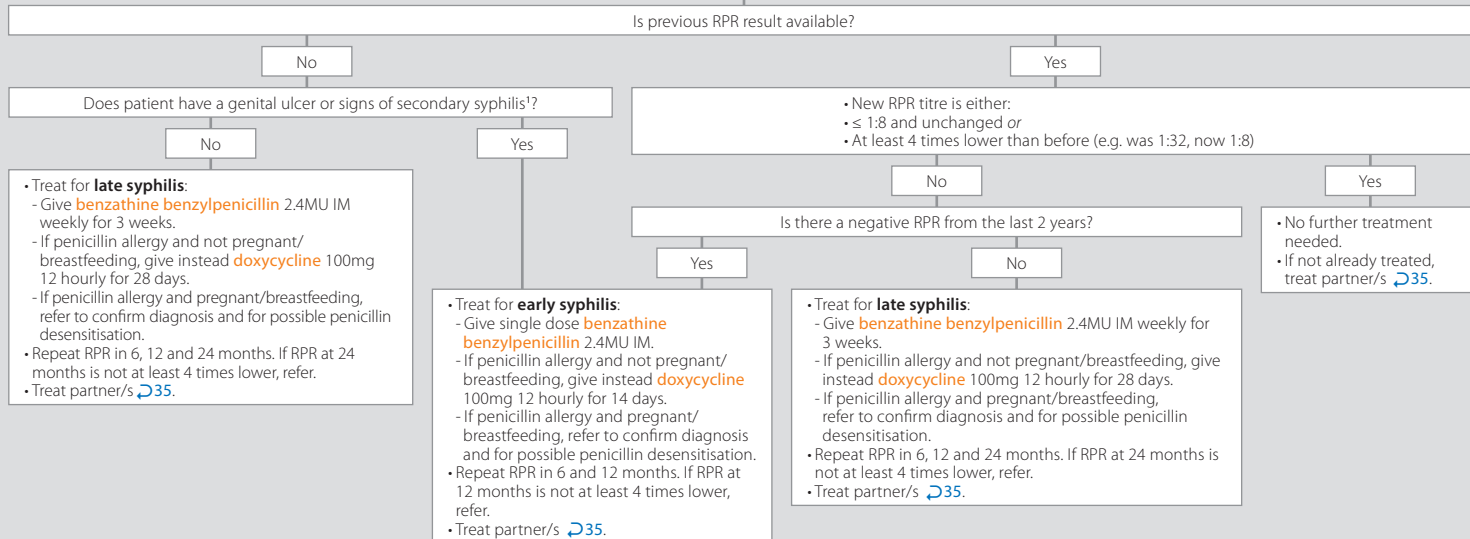 Is previous RPR result available?
No
Yes
Does patient have a genital ulcer or signs of secondary syphilis¹?
• New RPR titre is either:
• ≤ 1:8 and unchanged or
• At least 4 times lower than before (e.g. was 1:32, now 1:8)
No
Yes
No
Yes
• Treat for late syphilis:
- Give benzathine benzylpenicillin 2.4MU IM
weekly for 3 weeks.
- If penicillin allergy and not pregnant/
breastfeeding, give instead doxycycline 100mg
12 hourly for 28 days.
- If penicillin allergy and pregnant/breastfeeding,
refer to confirm diagnosis and for possible penicillin
desensitisation.
• Repeat RPR in 6, 12 and 24 months. If RPR at 24
months is not at least 4 times lower, refer.
• Treat partner/s 35.
Is there a negative RPR from the last 2 years?
Yes
No
• No further treatment
needed.
• If not already treated,
treat partner/s 35.
• Treat for early syphilis:
- Give single dose benzathine
benzylpenicillin 2.4MU IM.
- If penicillin allergy and not pregnant/
breastfeeding, give instead doxycycline
100mg 12 hourly for 14 days.
- If penicillin allergy and pregnant/
breastfeeding, refer to confirm diagnosis
and for possible penicillin desensitisation.
• Repeat RPR in 6 and 12 months. If RPR at
12 months is not at least 4 times lower,
refer.
• Treat partner/s 35.
• Treat for late syphilis:
- Give benzathine benzylpenicillin 2.4MU IM weekly for
3 weeks.
- If penicillin allergy and not pregnant/breastfeeding, give
instead doxycycline 100mg 12 hourly for 28 days.
- If penicillin allergy and pregnant/breastfeeding,
refer to confirm diagnosis and for possible penicillin
desensitisation.
• Repeat RPR in 6, 12 and 24 months. If RPR at 24 months is
not at least 4 times lower, refer.
• Treat partner/s 35.